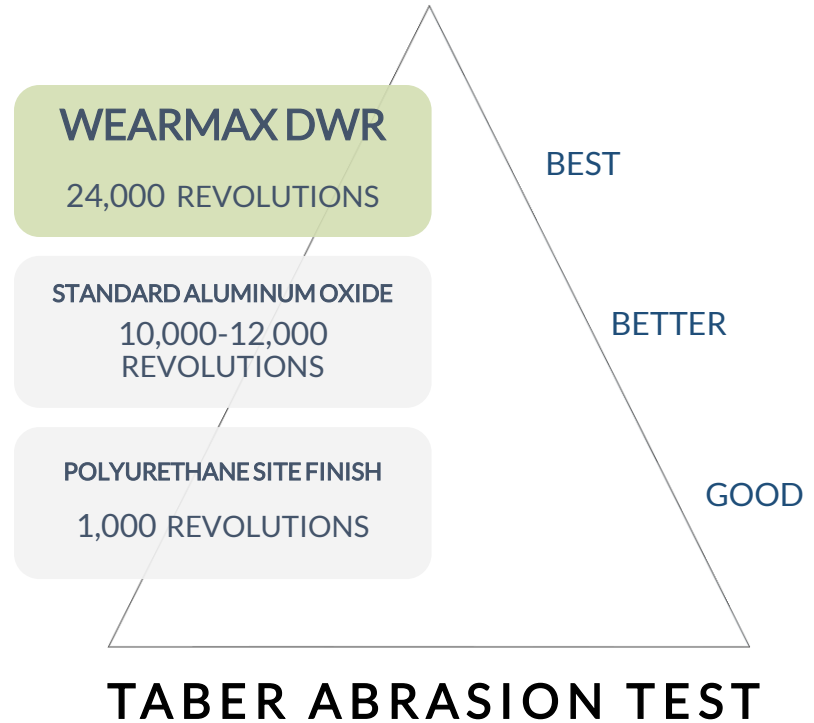 WEARMAX DWR
24,000 REVOLUTIONS
BEST
STANDARD ALUMINUM OXIDE
10,000-12,000
REVOLUTIONS
BETTER
POLYURETHANE SITE FINISH
1,000 REVOLUTIONS
GOOD
TABER ABRASION TEST